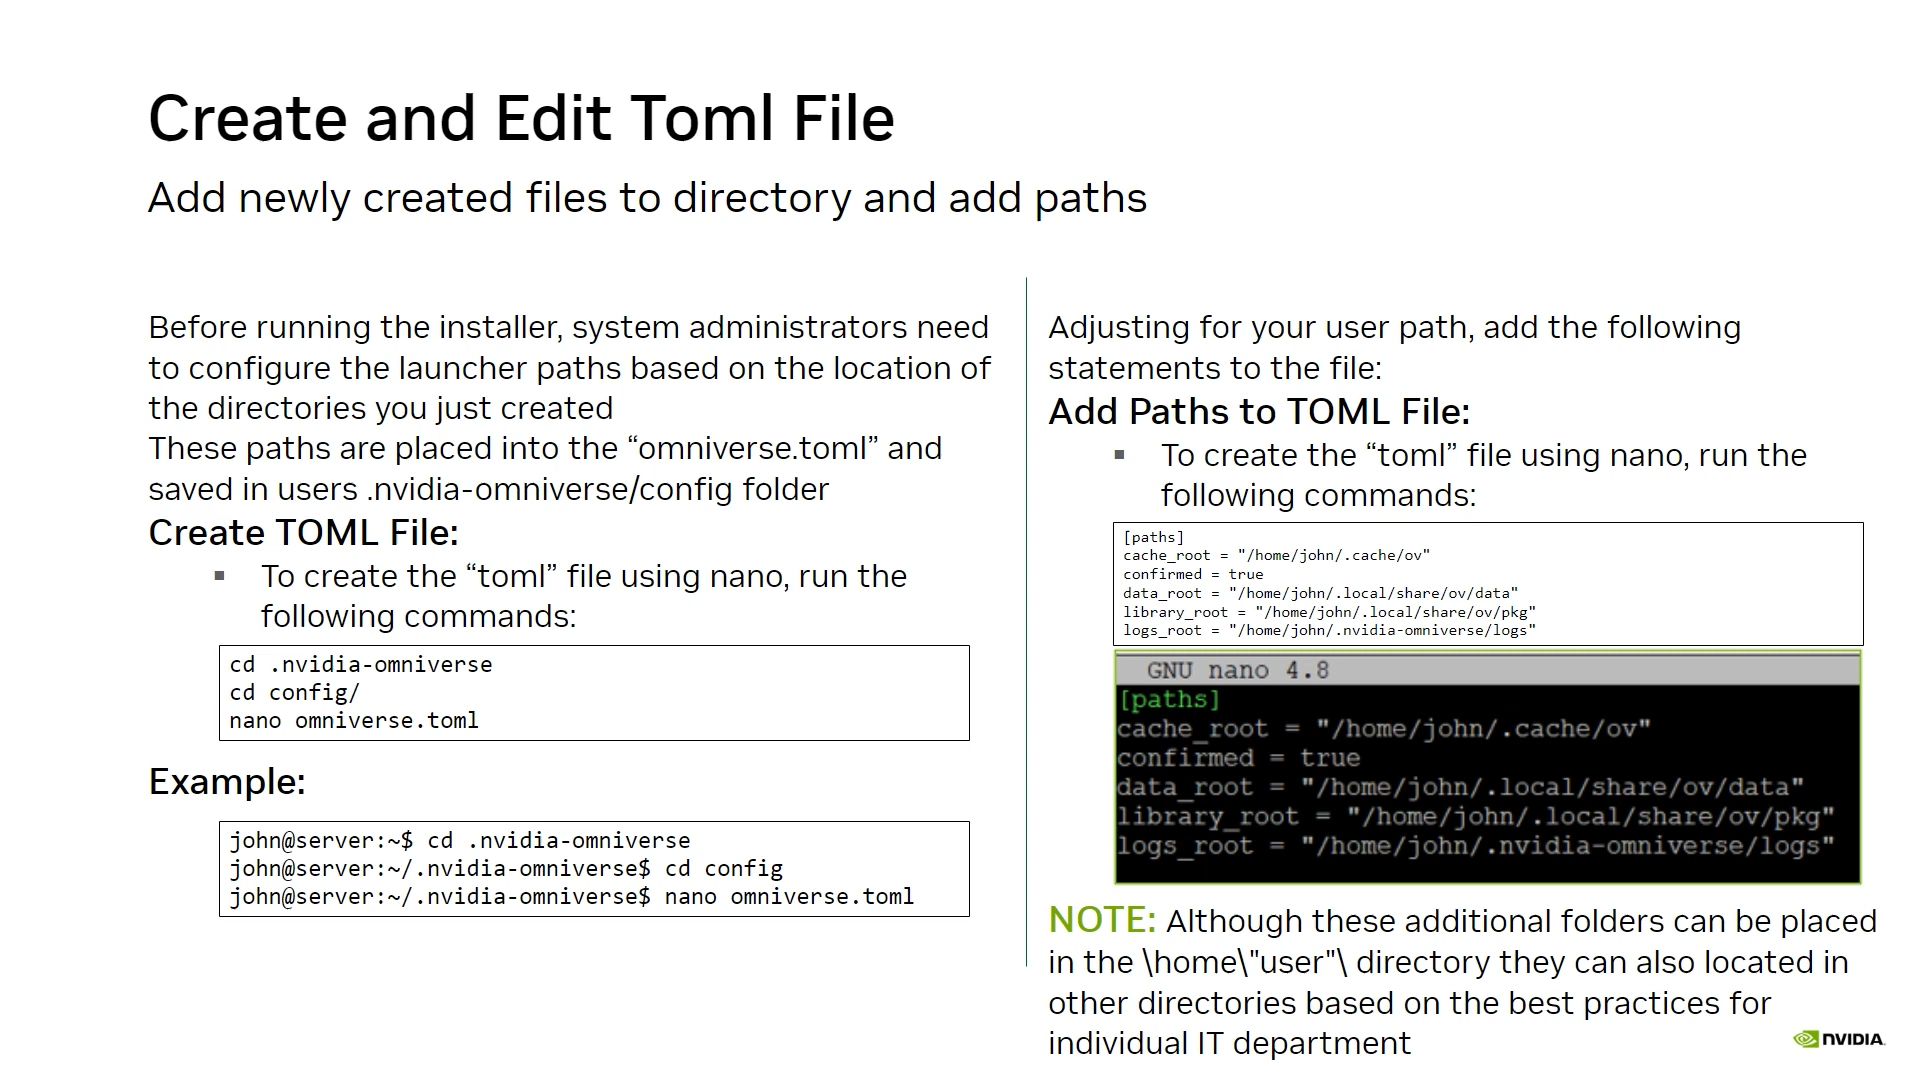 Create and Edit Toml File
Add newly created files to directory and add paths
Before running the installer, system administrators need
to configure the launcher paths based on the location of
the directories you just created
These paths are placed into the “omniverse.toml” and
saved in users .nvidia-omniverse/config folder
Create TOML File:
▪ To create the “toml” file using nano, run the
following commands:
cd .nvidia-omniverse
cd config/
nano omniverse.toml
Example:
john@server:~$ cd .nvidia-omniverse
john@server:~/.nvidia-omniverse$ cd config
john@server:~/.nvidia-omniverse$ nano omniverse.toml
Adjusting for your user path, add the following
statements to the file:
Add Paths to TOML File:
▪ To create the “toml” file using nano, run the
following commands:
[paths]
cache_root = "/home/john/.cache/ov"
confirmed = true
data_root = "/home/john/.local/share/ov/data"
library_root = "/home/john/.local/share/ov/pkg"
logs_root = "/home/john/.nvidia-omniverse/logs"
GNU nano 4.8
[paths]
cache_root = "/home/john/.cache/ov"
confirmed = true
data_root = "/home/john/.local/share/ov/data"
library_root = "/home/john/.local/share/ov/pkg"
logs_root = "/home/john/.nvidia-omniverse/logs"
NOTE: Although these additional folders can be placed
in the \home\"user"\ directory they can also located in
other directories based on the best practices for
individual IT department
NVIDIA.